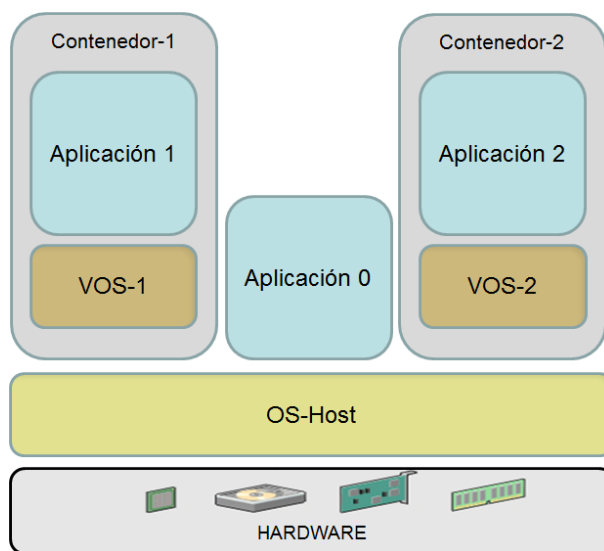 Contenedor-1
Contenedor-2
Aplicación 1
Aplicación 2
VOS-1
Aplicación 0
VOS-2
OS-Host
HARDWARE